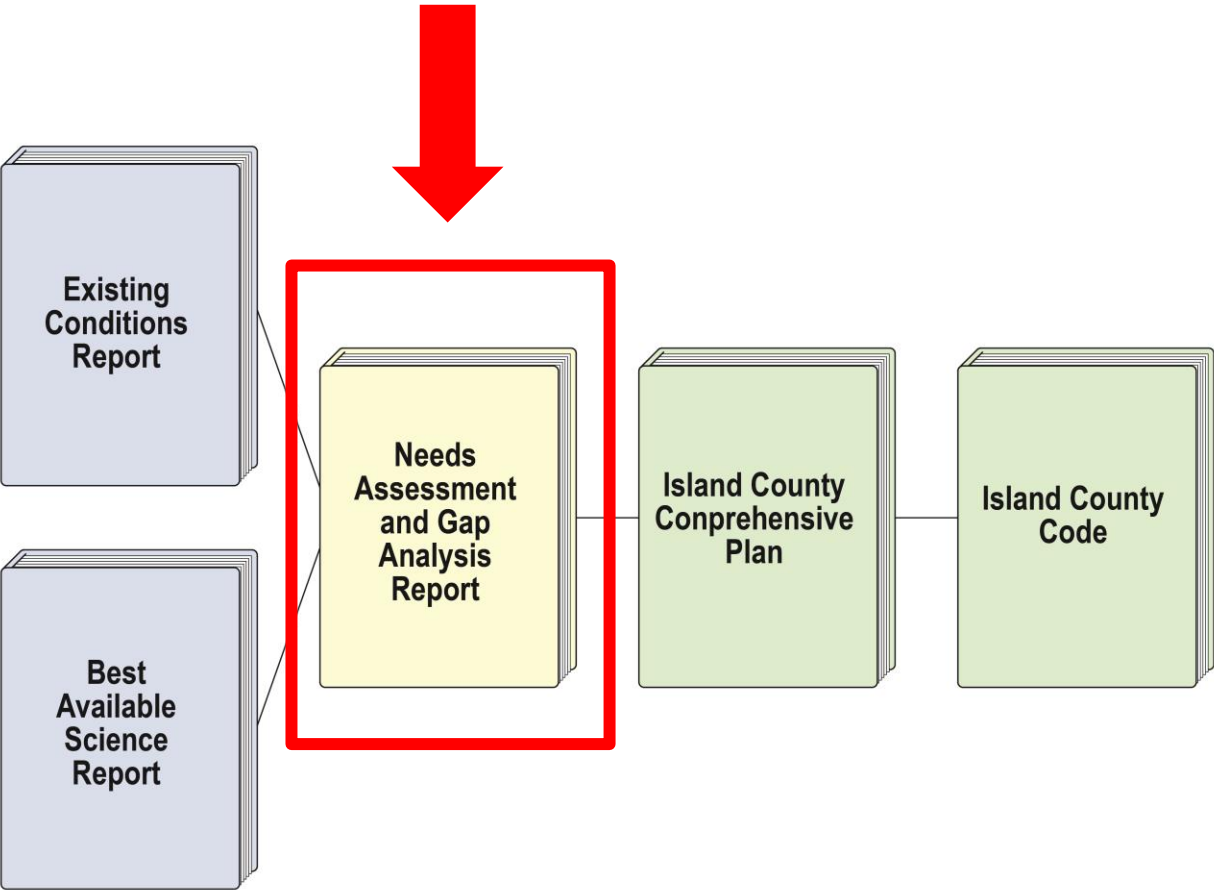 Existing
Conditions
Report
Best
Available
Science
Report
Needs
Assessment
and Gap
Analysis
Report
Island County
Conprehensive
Plan
Island County
Code